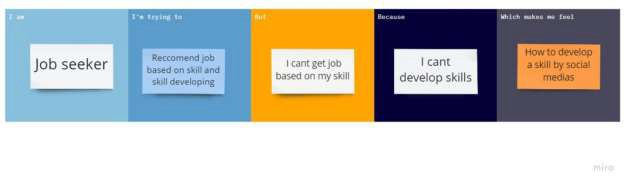 I am
I'm trying to
But
Because
Which makes me feel
Job seeker
Reccomend job
based on skill and
skill developing
I cant get job
based on my skill
I cant
develop skills
How to develop
a skill by social
medias
miro